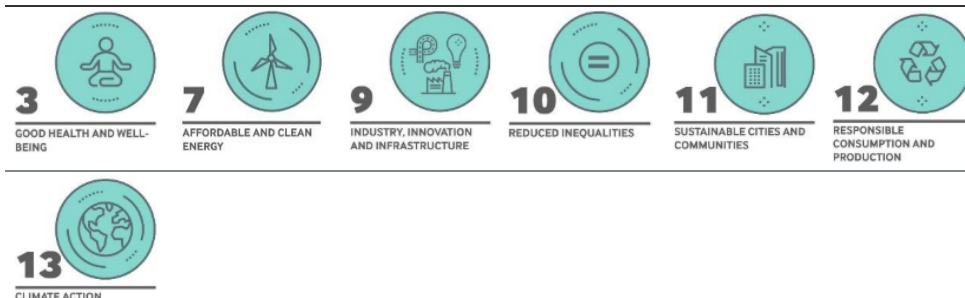 3
GOOD HEALTH AND WELL-
BEING
7
AFFORDABLE AND CLEAN
ENERGY
9
INDUSTRY, INNOVATION
AND INFRASTRUCTURE
10
REDUCED INEQUALITIES
11
SUSTAINABLE CITIES AND
COMMUNITIES
12
RESPONSIBLE
CONSUMPTION AND
PRODUCTION
13
CLIMATE ACTION